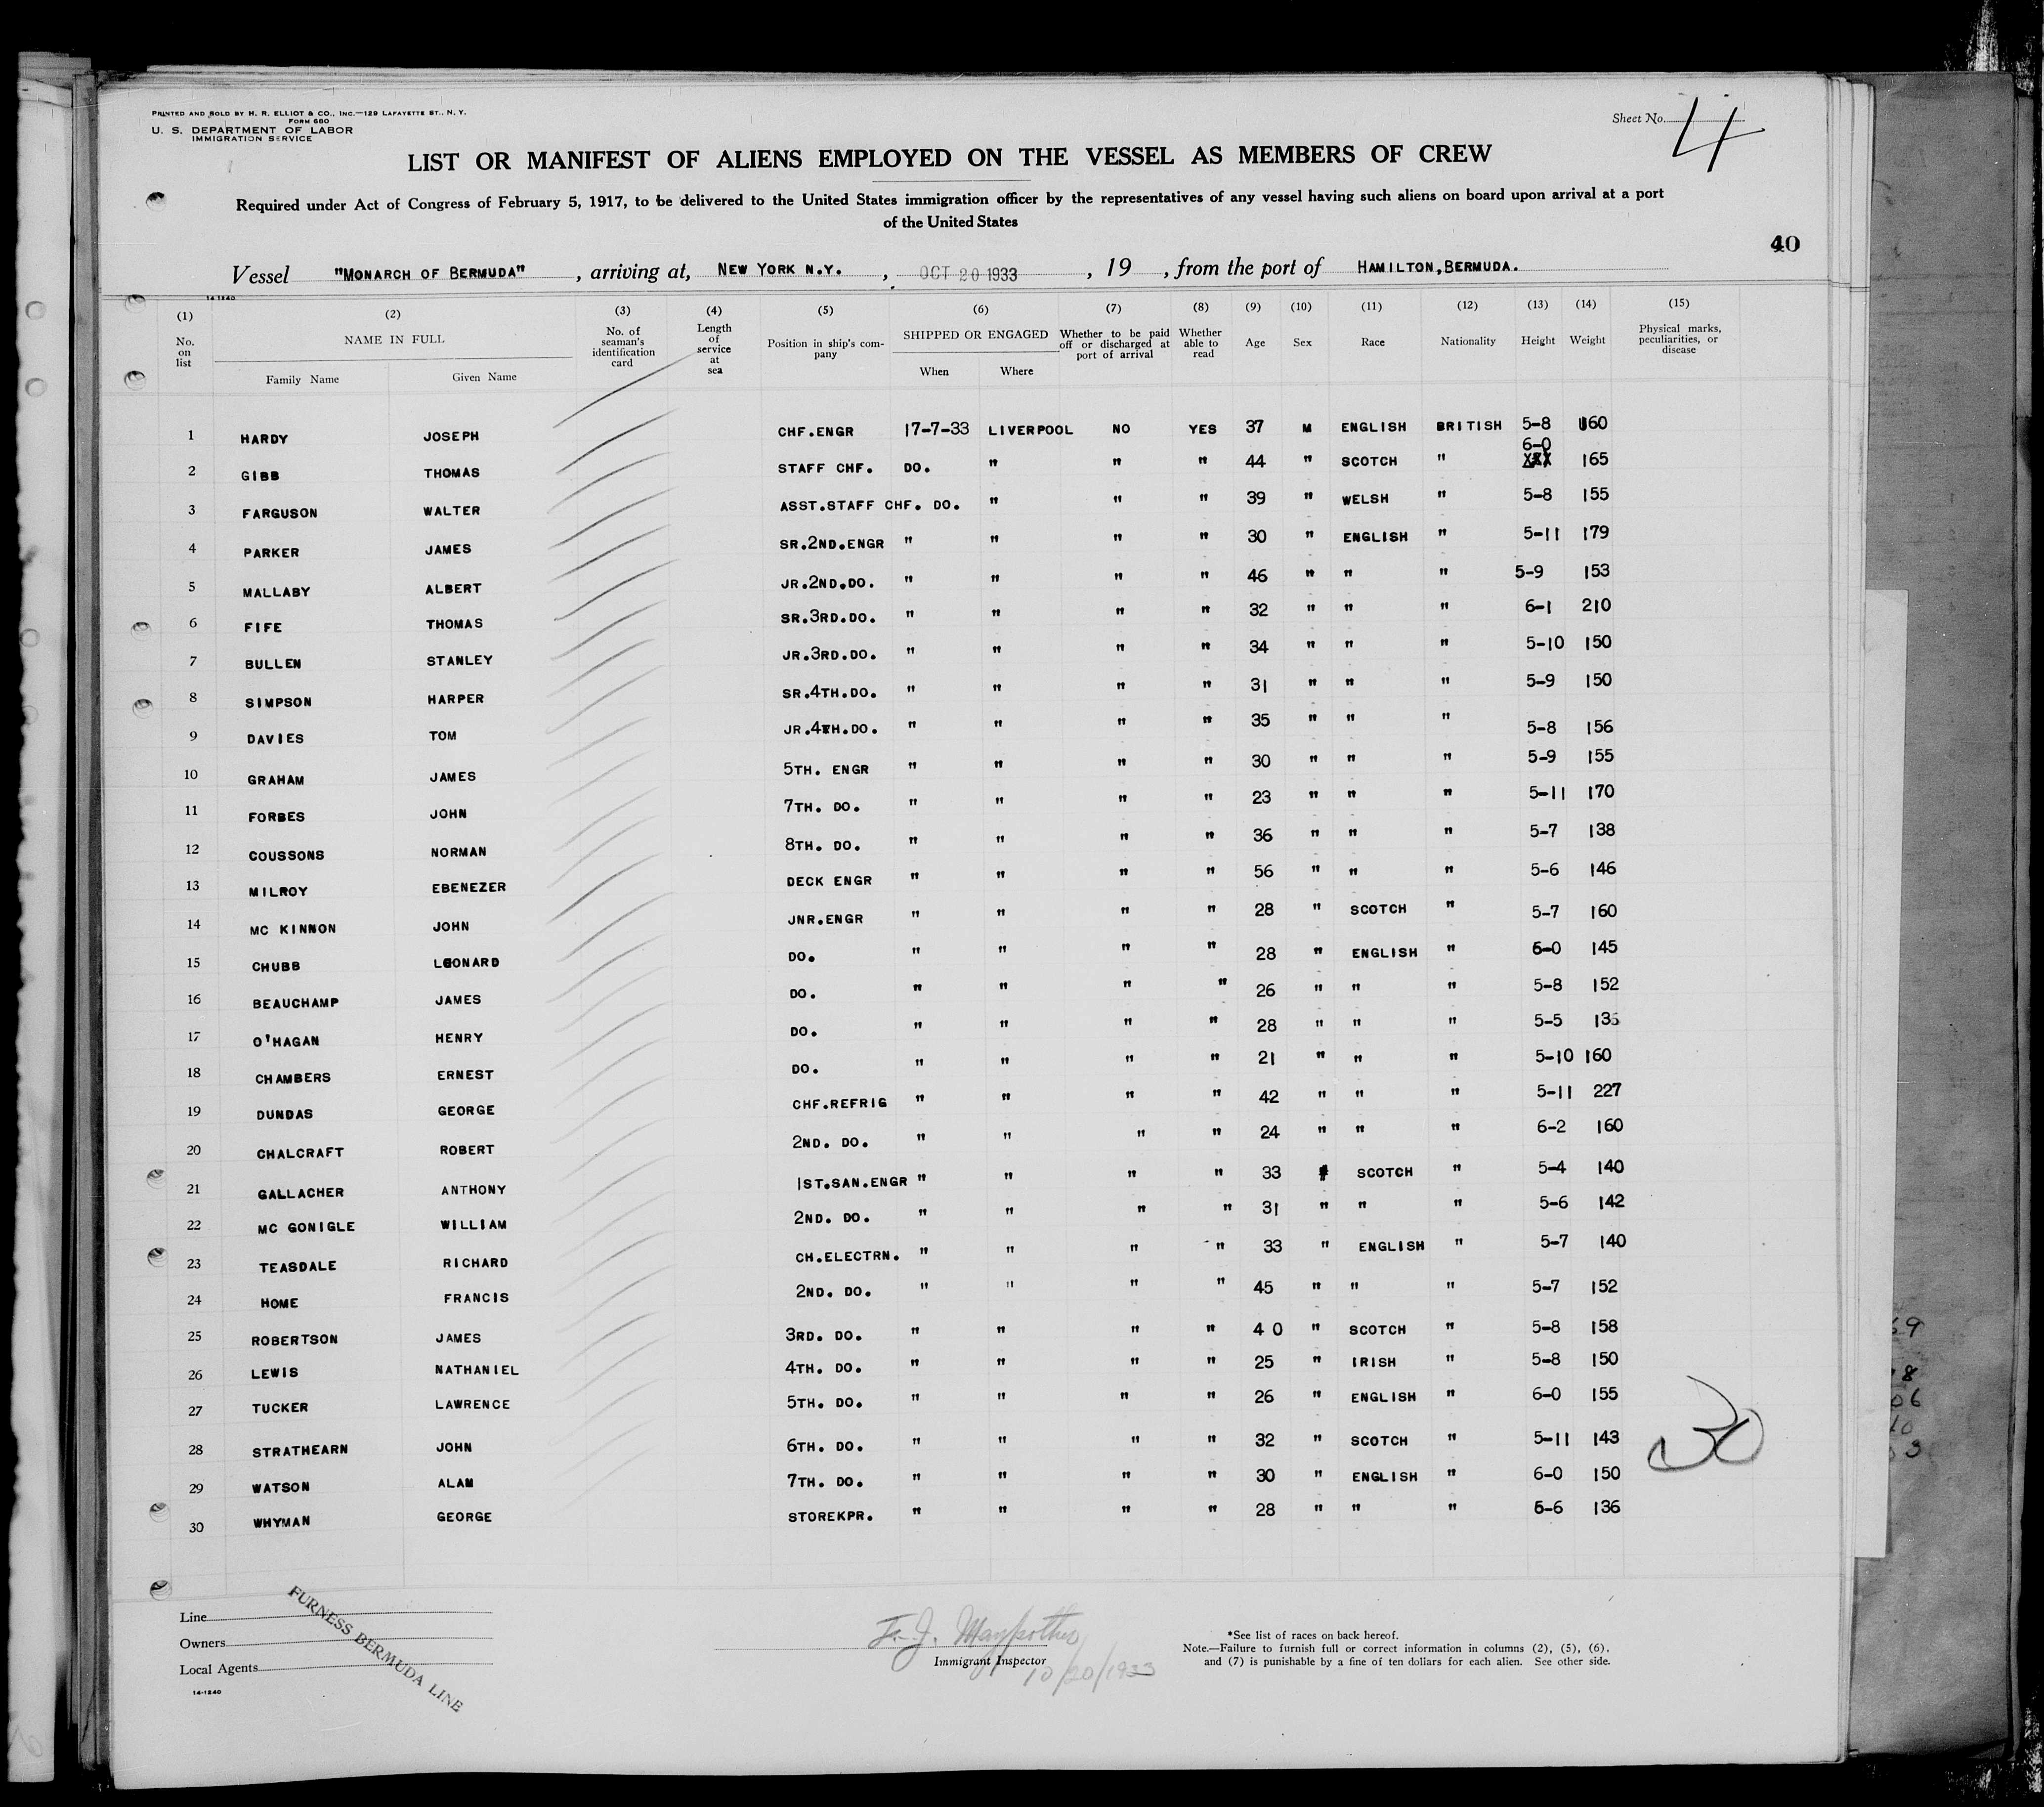 PRINTED AND SOLD BY H. R. ELLIOT & CO., INC.—129 LAFAYETTE ST., N. Y.
FORM 680
U. S. DEPARTMENT OF LABOR
IMMIGRATION SERVICE
Sheet No. 4
LIST OR MANIFEST OF ALIENS EMPLOYED ON THE VESSEL AS MEMBERS OF CREW
Required under Act of Congress of February 5, 1917, to be delivered to the United States immigration officer by the representatives of any vessel having such aliens on board upon arrival at a port
of the United States
40
Vessel "MONARCH OF BERMUDA" , arriving at, NEW YORK N.Y. , OCT 20 1933 , 19 , from the port of HAMILTON,BERMUDA.
14-1240
(1) (2) (3) (4) (5) (6) (7) (8) (9) (10) (11) (12) (13) (14) (15)
No. on list NAME IN FULL Family Name Given Name No. of seaman's identification card Length of service at sea Position in ship's company SHIPPED OR ENGAGED When Where Whether to be paid off or discharged at port of arrival Whether able to read Age Sex Race Nationality Height Weight Physical marks, peculiarities, or disease
1 HARDY JOSEPH CHF.ENGR 17-7-33 LIVERPOOL NO YES 37 M ENGLISH BRITISH 5-8 160
2 GIBB THOMAS STAFF CHF. DO. " " " 44 " SCOTCH " 6-0 XXX 165
3 FARGUSON WALTER ASST.STAFF CHF. DO. " " " 39 " WELSH " 5-8 155
4 PARKER JAMES SR.2ND.ENGR " " " " 30 " ENGLISH " 5-11 179
5 MALLABY ALBERT JR.2ND.DO. " " " " 46 " " " 5-9 153
6 FIFE THOMAS SR.3RD.DO. " " " " 32 " " " 6-1 210
7 BULLEN STANLEY JR.3RD.DO. " " " " 34 " " " 5-10 150
8 SIMPSON HARPER SR.4TH.DO. " " " " 31 " " " 5-9 150
9 DAVIES TOM JR.4TH.DO. " " " " 35 " " " 5-8 156
10 GRAHAM JAMES 5TH. ENGR " " " " 30 " " " 5-9 155
11 FORBES JOHN 7TH. DO. " " " " 23 " " " 5-11 170
12 COUSSONS NORMAN 8TH. DO. " " " " 36 " " " 5-7 138
13 MILROY EBENEZER DECK ENGR " " " " 56 " " " 5-6 146
14 MC KINNON JOHN JNR.ENGR " " " " 28 " SCOTCH " 5-7 160
15 CHUBB LEONARD DO. " " " " 28 " ENGLISH " 6-0 145
16 BEAUCHAMP JAMES DO. " " " " 26 " " " 5-8 152
17 O'HAGAN HENRY DO. " " " " 28 " " " 5-5
18 CHAMBERS ERNEST DO. " " " " 21 " " " 5-10 160
19 DUNDAS GEORGE CHF.REFRIG " " " " 42 " " " 5-11 227
20 CHALCRAFT ROBERT 2ND. DO. " " " " 24 " " " 6-2 160
21 GALLACHER ANTHONY 1ST.SAN.ENGR " " " " 33 " SCOTCH " 5-4 140
22 MC GONIGLE WILLIAM 2ND. DO. " " " " 31 " " " 5-6 142
23 TEASDALE RICHARD CH.ELECTRN. " " " " 33 " ENGLISH " 5-7 140
24 HOME FRANCIS 2ND. DO. " " " " 45 " " " 5-7 152
25 ROBERTSON JAMES 3RD. DO. " " " " 4 0 " SCOTCH " 5-8 158
26 LEWIS NATHANIEL 4TH. DO. " " " " 25 " IRISH " 5-8 150
27 TUCKER LAWRENCE 5TH. DO. " " " " 26 " ENGLISH " 6-0 155
28 STRATHEARN JOHN 6TH. DO. " " " " 32 " SCOTCH " 5-11 143
29 WATSON ALAN 7TH. DO. " " " " 30 " ENGLISH " 6-0 150
30 WHYMAN GEORGE STOREKPR. " " " " 28 " " " 5-6 136
30
Line
Owners
Local Agents
FURNESS BERMUDA LINE
14-1240
Immigrant Inspector
10/20/1933
*See list of races on back hereof.
Note.—Failure to furnish full or correct information in columns (2), (5), (6),
and (7) is punishable by a fine of ten dollars for each alien. See other side.